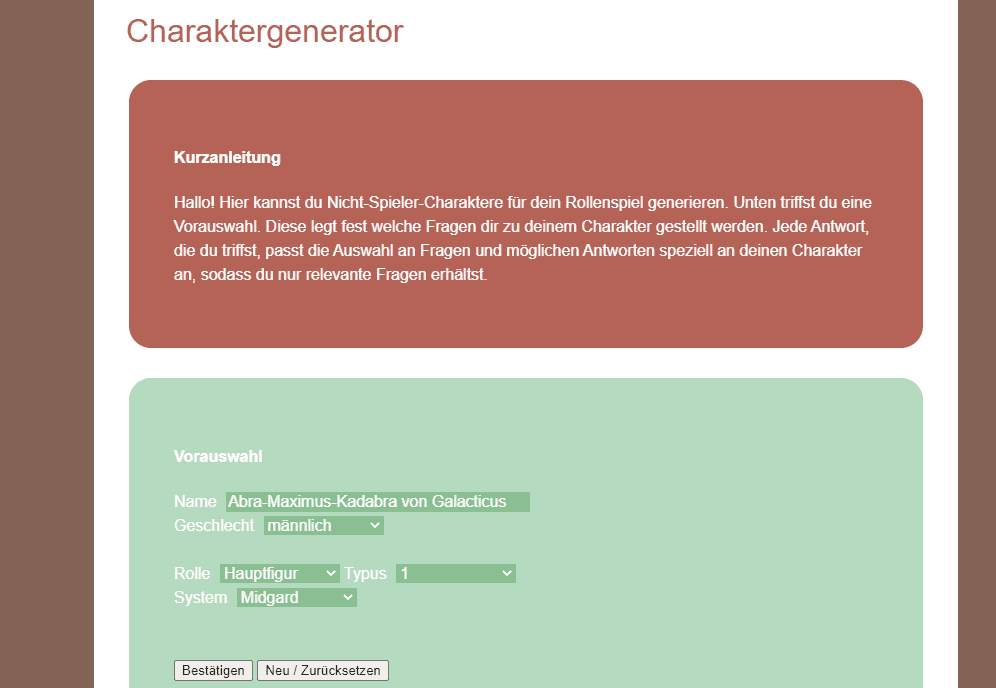 Charaktergenerator
Kurzanleitung
Hallo! Hier kannst du Nicht-Spieler-Charaktere für dein Rollenspiel generieren. Unten triffst du eine
Vorauswahl. Diese legt fest welche Fragen dir zu deinem Charakter gestellt werden. Jede Antwort,
die du triffst, passt die Auswahl an Fragen und möglichen Antworten speziell an deinen Charakter
an, sodass du nur relevante Fragen erhältst.
Vorauswahl
Name Abra-Maximus-Kadabra von Galacticus
Geschlecht männlich
Rolle Hauptfigur Typus 1
System Midgard
Bestätigen Neu / Zurücksetzen